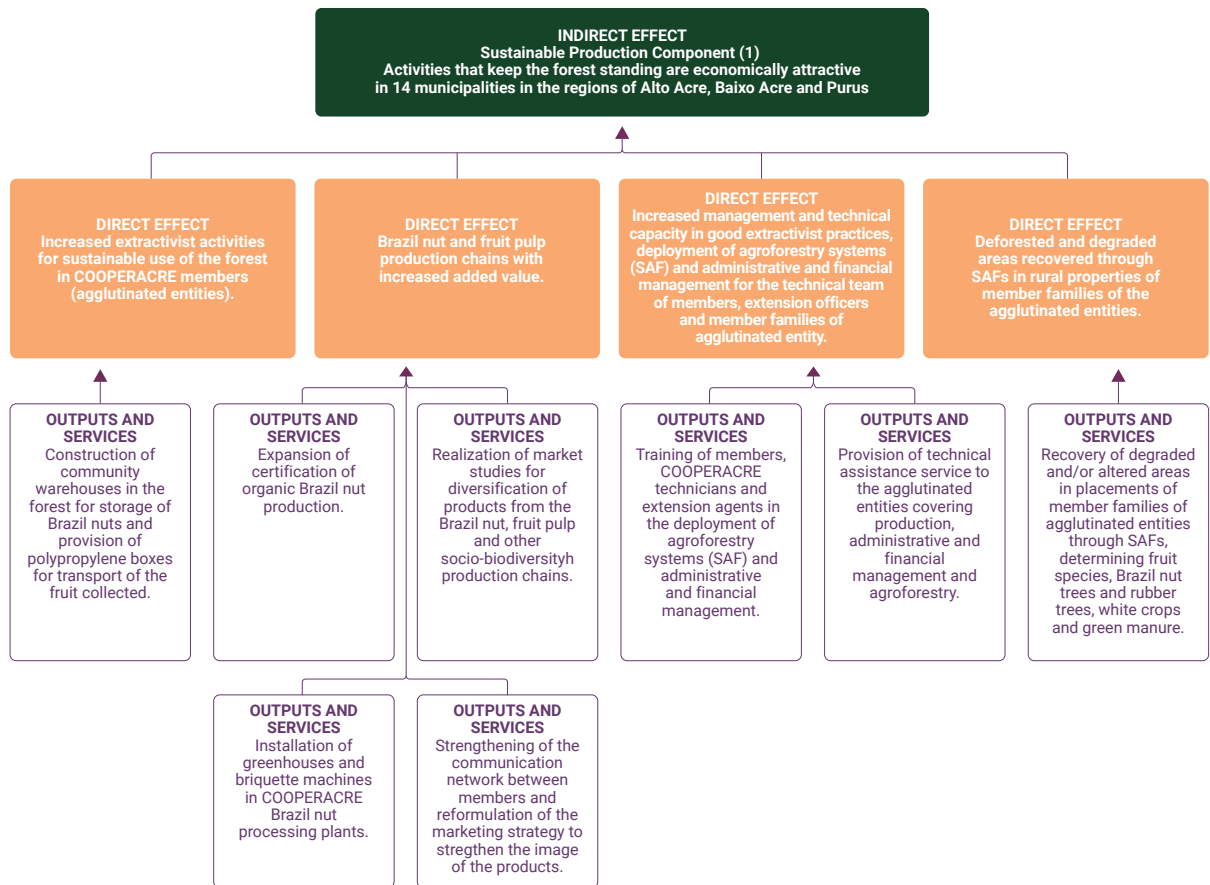 INDIRECT EFFECT
Sustainable Production Component (1)
Activities that keep the forest standing are economically attractive
in 14 municipalities in the regions of Alto Acre, Baixo Acre and Purus
DIRECT EFFECT
Increased extractivist activities
for sustainable use of the forest
in COOPERACRE members
(agglutinated entities).
DIRECT EFFECT
Brazil nut and fruit pulp
production chains with
increased added value.
DIRECT EFFECT
Increased management and technical
capacity in good extractivist practices,
deployment of agroforestry systems
(SAF) and administrative and financial
management for the technical team
of members, extension officers
and member families of
agglutinated entity.
DIRECT EFFECT
Deforested and degraded
areas recovered through
SAFs in rural properties of
member families of the
agglutinated entities.
OUTPUTS AND
SERVICES
Construction of
community
warehouses in the
forest for storage of
Brazil nuts and
provision of
polypropylene boxes
for transport of the
fruit collected.
OUTPUTS AND
SERVICES
Expansion of
certification of
organic Brazil nut
production.
OUTPUTS AND
SERVICES
Realization of market
studies for
diversification of
products from the
Brazil nut, fruit pulp
and other
socio-biodiversityh
production chains.
OUTPUTS AND
SERVICES
Training of members,
COOPERACRE
technicians and
extension agents in
the deployment of
agroforestry
systems (SAF) and
administrative
and financial
management.
OUTPUTS AND
SERVICES
Provision of technical
assistance service to
the agglutinated
entities covering
production,
administrative and
financial
management and
agroforestry.
OUTPUTS AND
SERVICES
Recovery of degraded
and/or altered areas
in placements of
member families of
agglutinated entities
through SAFs,
determining fruit
species, Brazil nut
trees and rubber
trees, white crops
and green manure.
OUTPUTS AND
SERVICES
Installation of
greenhouses and
briquette machines
in COOPERACRE
Brazil nut
processing plants.
OUTPUTS AND
SERVICES
Strengthening of the
communication
network between
members and
reformulation of the
marketing strategy to
stregthen the image
of the products.